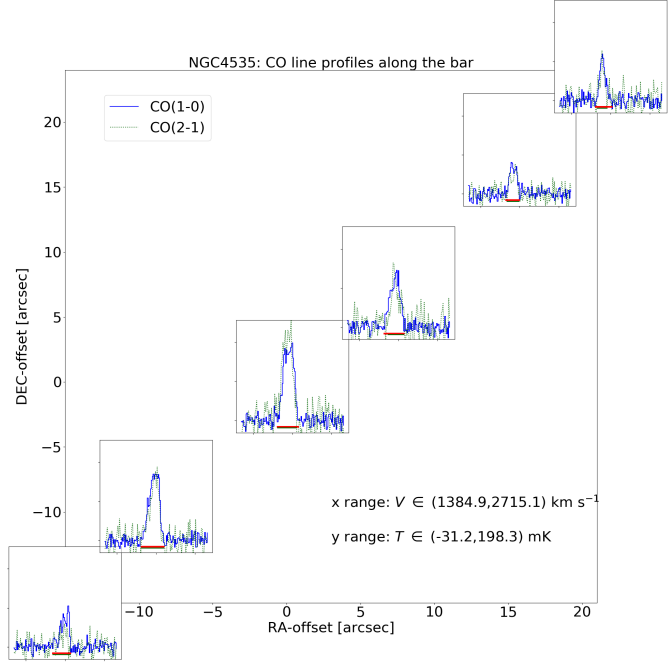 NGC4535: CO line profiles along the bar
CO(1-0)
CO(2-1)
20
15
10
5
0
−5
−10
DEC-offset [arcsec]
x range: V ∈ (1384.9,2715.1) km s⁻¹
y range: T ∈ (-31.2,198.3) mK
−10
−5
0
5
10
15
20
RA-offset [arcsec]